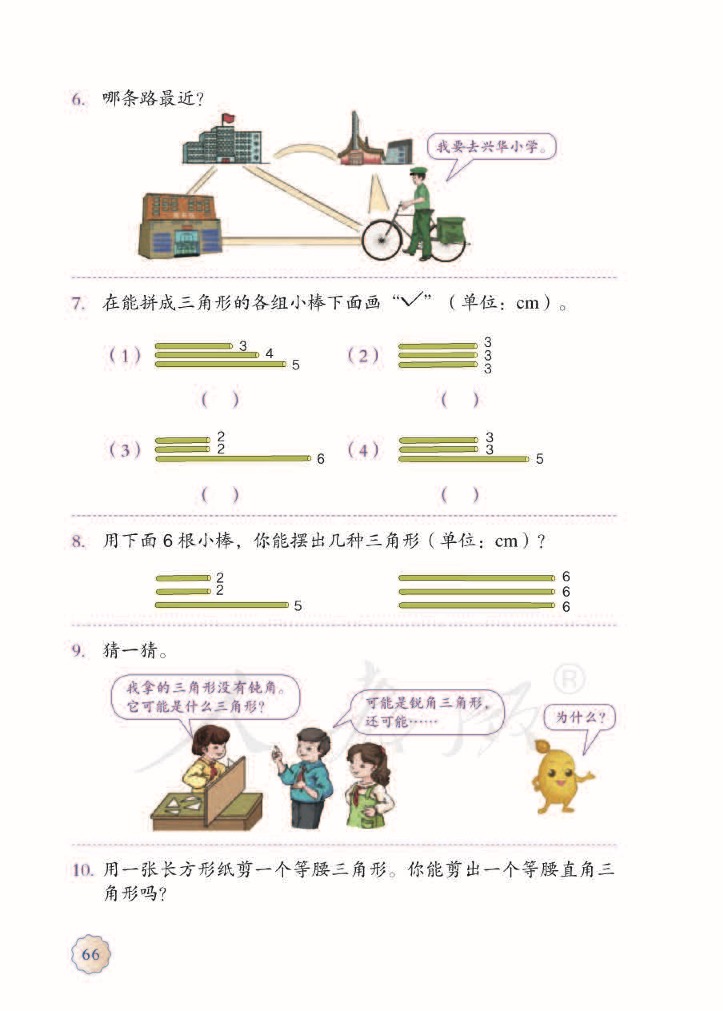 6. 哪条路最近?
我要去兴华小学。
7. 在能拼成三角形的各组小棒下面画“✓”(单位:cm)。
(1) 3 4 5 (2) 3 3 3
( ) ( )
(3) 2 2 6 (4) 3 3 5
( ) ( )
8. 用下面 6 根小棒,你能摆出几种三角形(单位:cm)?
2 6
2 6
5 6
9. 猜一猜。
®
我拿的三角形没有钝角。
它可能是什么三角形?
可能是锐角三角形,
还可能……
为什么?
10. 用一张长方形纸剪一个等腰三角形。你能剪出一个等腰直角三
角形吗?
66